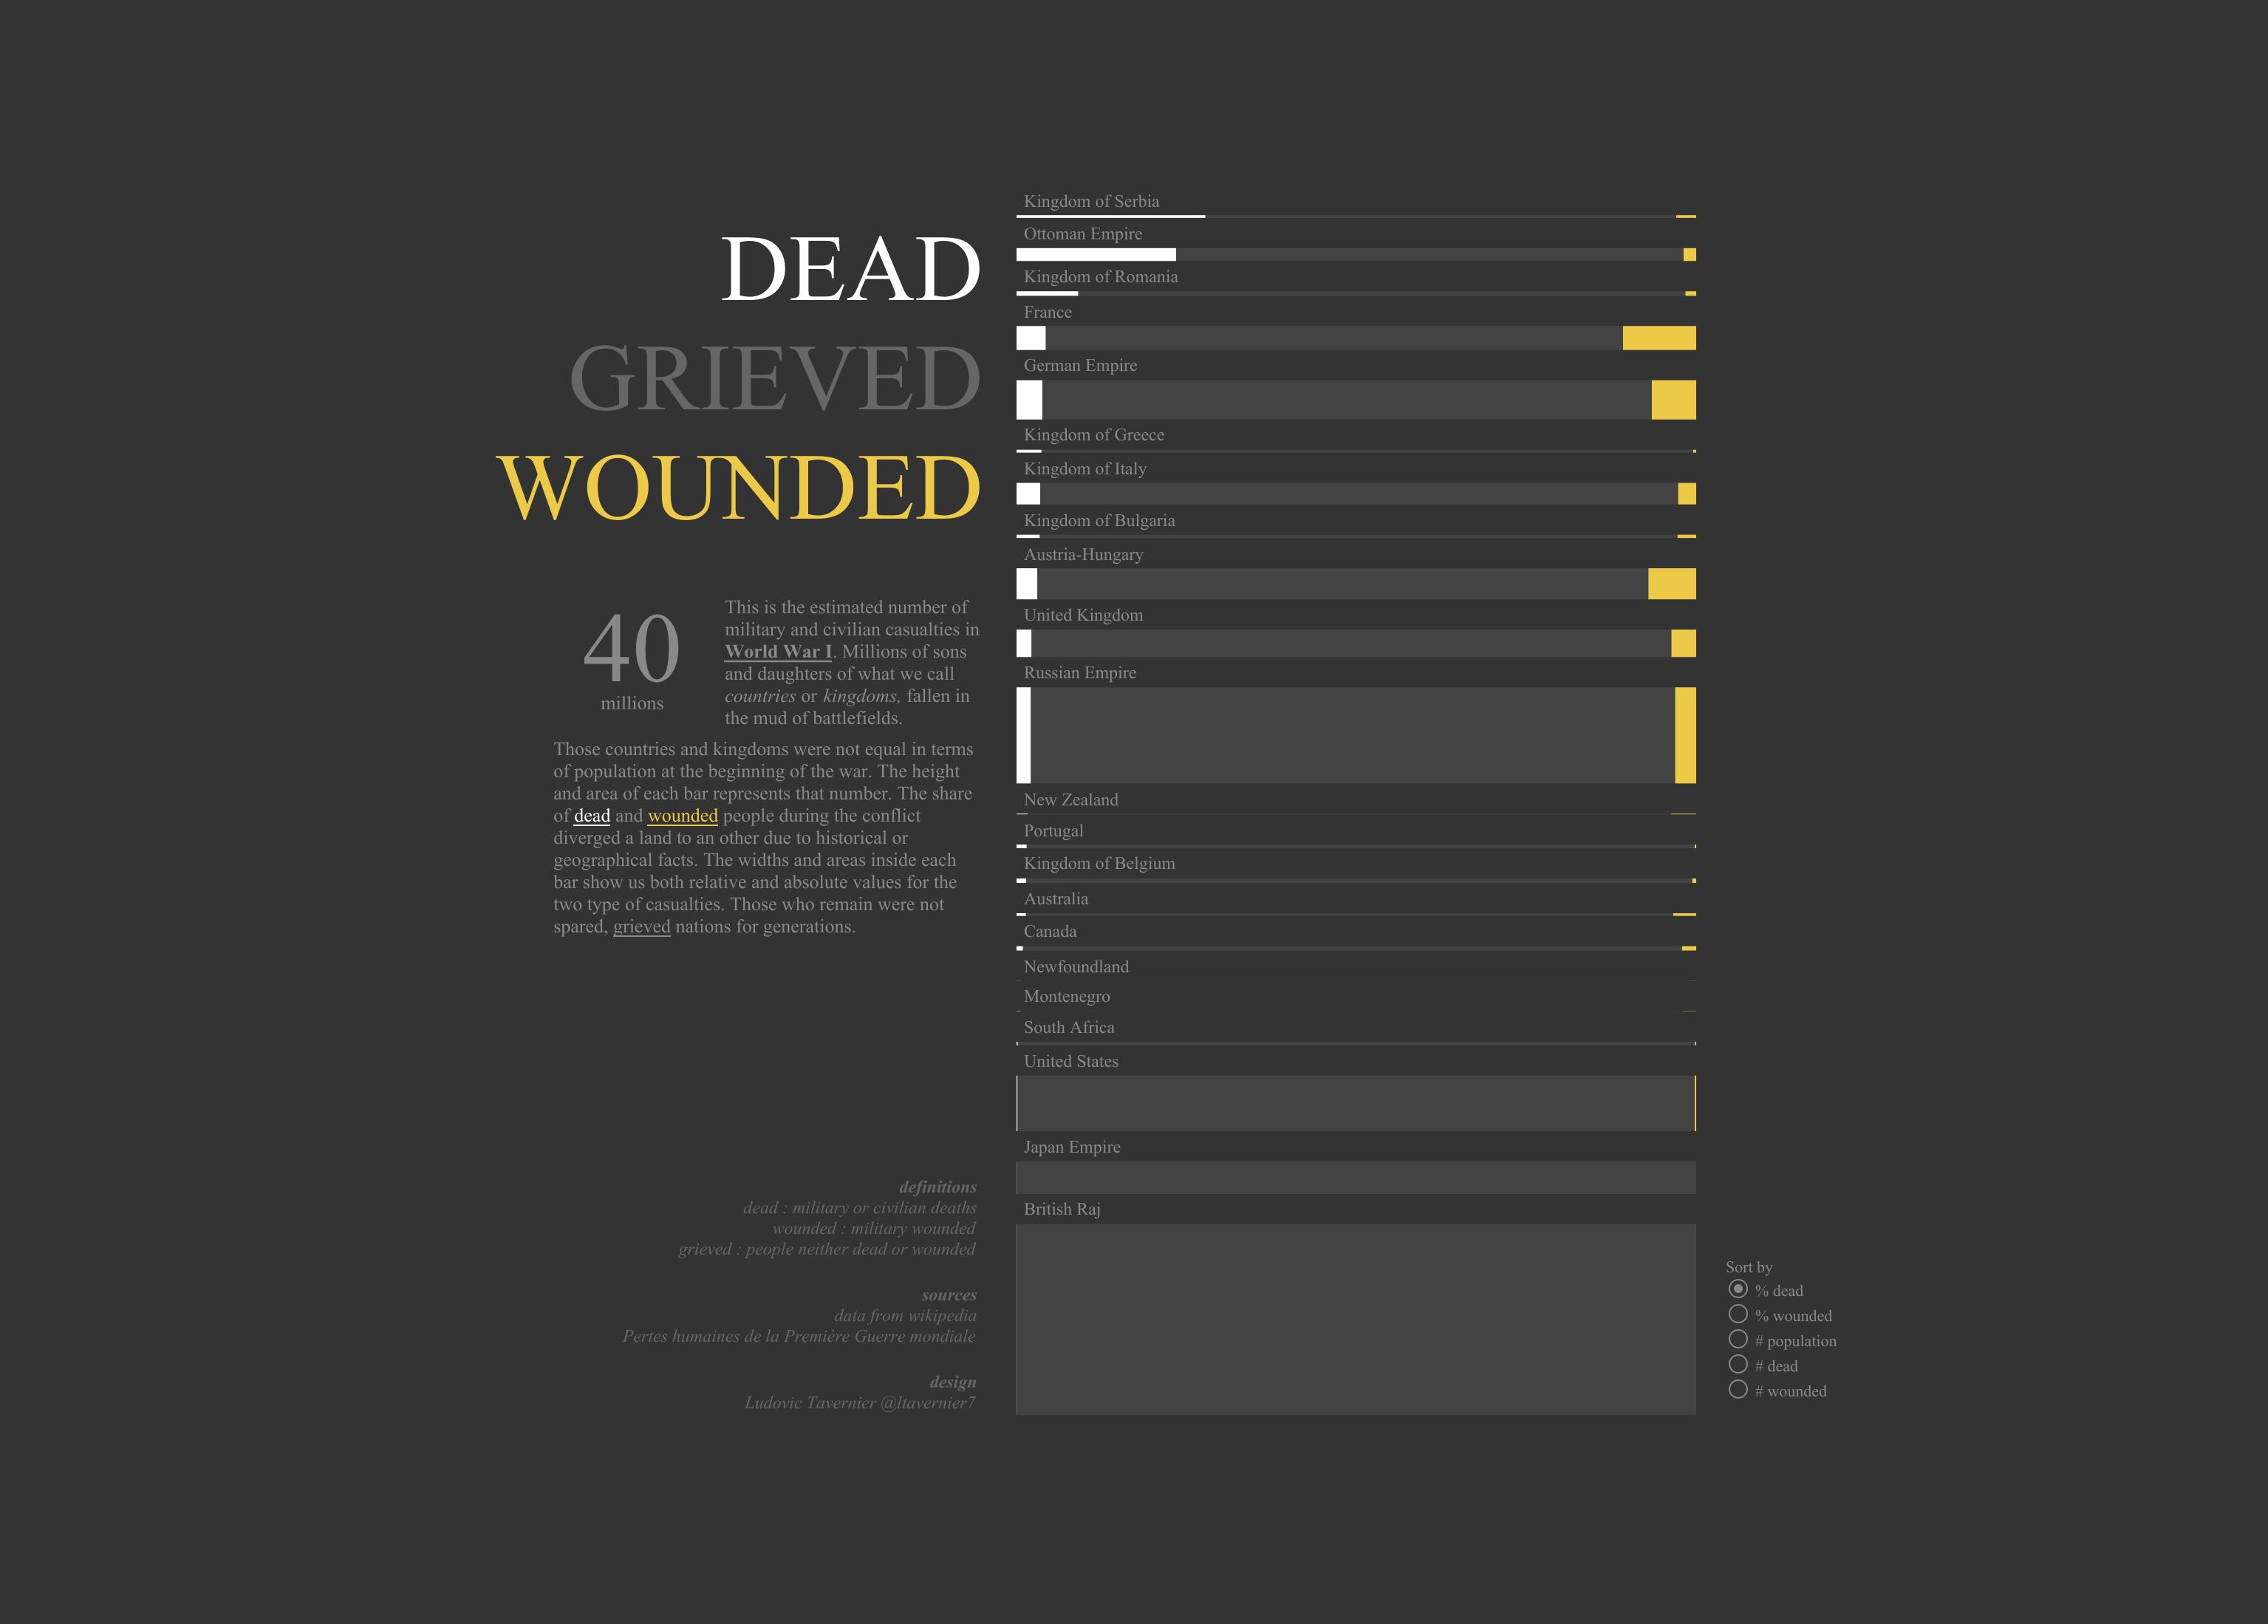 DEAD
GRIEVED
WOUNDED
40
millions
This is the estimated number of
military and civilian casualties in
World War I. Millions of sons
and daughters of what we call
countries or kingdoms, fallen in
the mud of battlefields.
Those countries and kingdoms were not equal in terms
of population at the beginning of the war. The height
and area of each bar represents that number. The share
of dead and wounded people during the conflict
diverged a land to an other due to historical or
geographical facts. The widths and areas inside each
bar show us both relative and absolute values for the
two type of casualties. Those who remain were not
spared, grieved nations for generations.
definitions
dead : military or civilian deaths
wounded : military wounded
grieved : people neither dead or wounded
sources
data from wikipedia
Pertes humaines de la Première Guerre mondiale
design
Ludovic Tavernier @ltavernier7
Kingdom of Serbia
Ottoman Empire
Kingdom of Romania
France
German Empire
Kingdom of Greece
Kingdom of Italy
Kingdom of Bulgaria
Austria-Hungary
United Kingdom
Russian Empire
New Zealand
Portugal
Kingdom of Belgium
Australia
Canada
Newfoundland
Montenegro
South Africa
United States
Japan Empire
British Raj
Sort by
% dead
% wounded
# population
# dead
# wounded